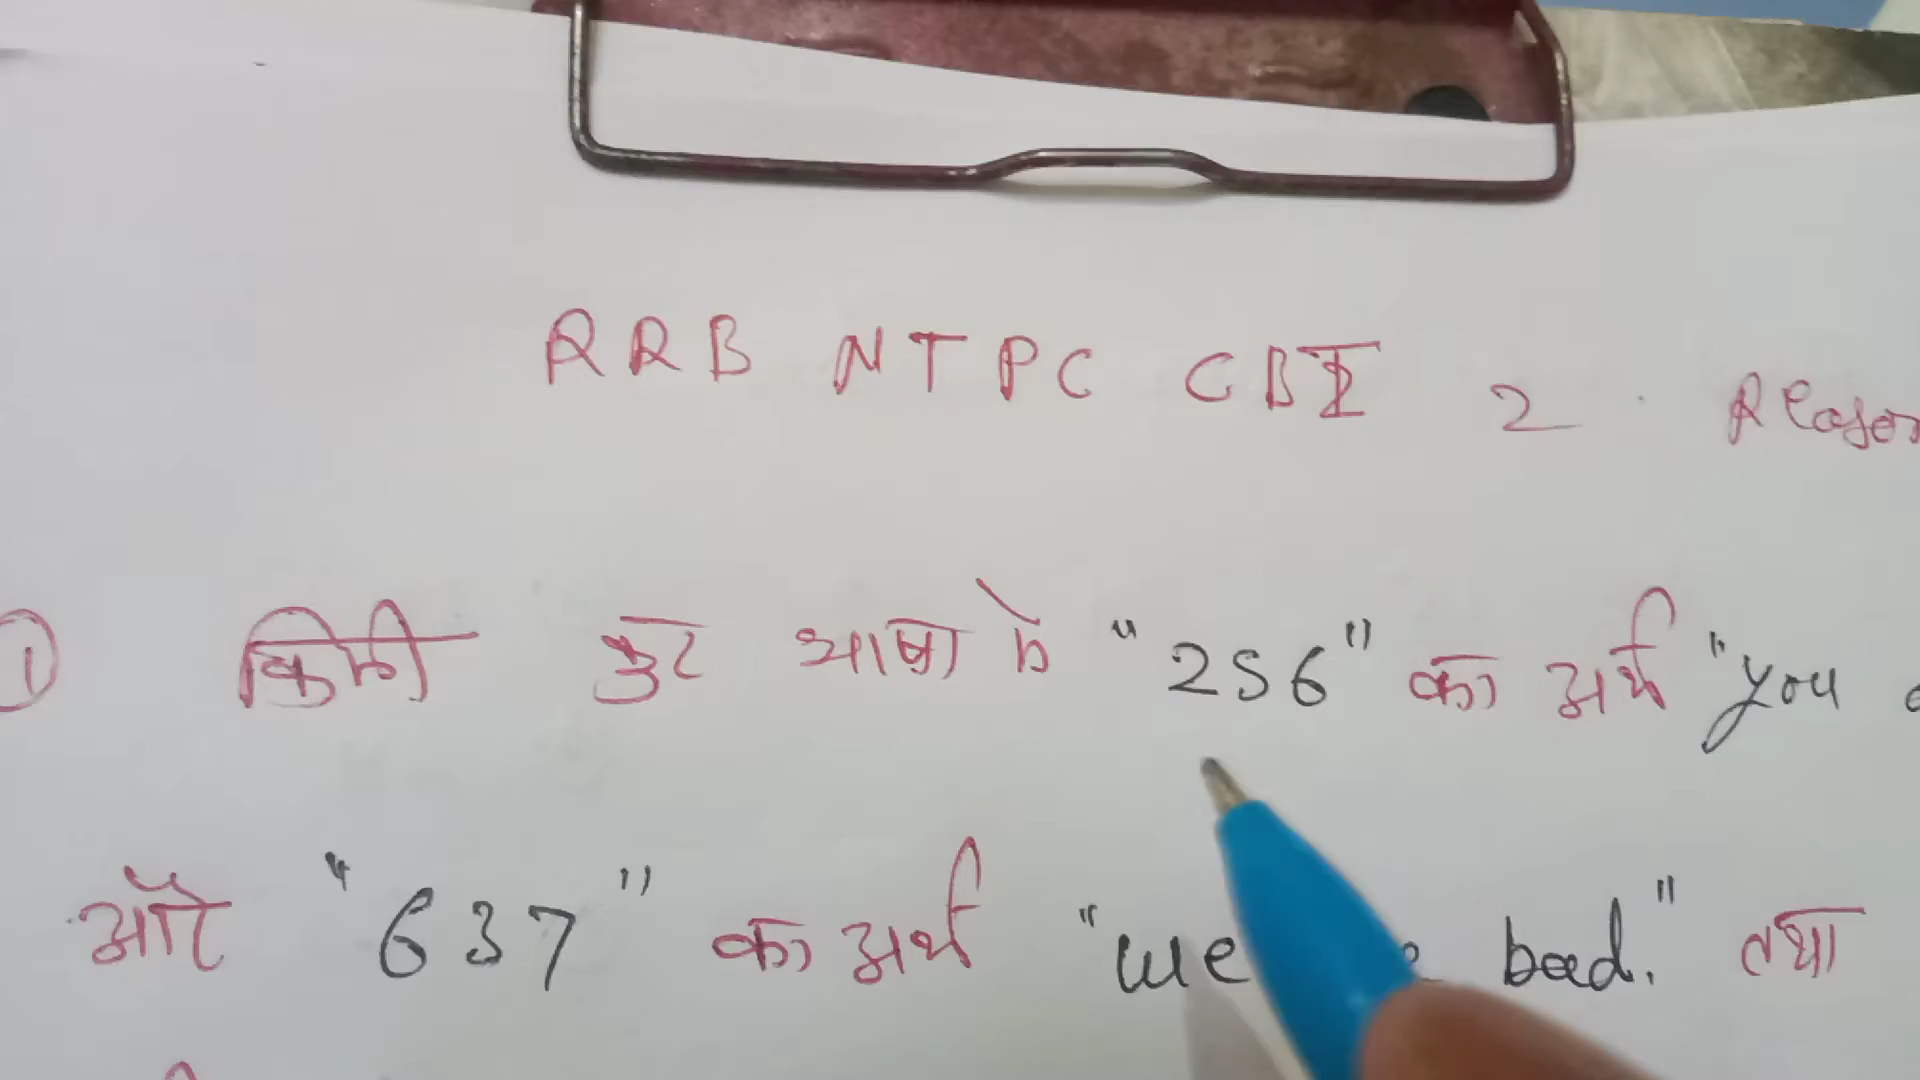 RRB NTPC CBT 2 Reason
① किसी कूट भाषा में "256" का अर्थ "you
और "637" का अर्थ "we bad." तथा